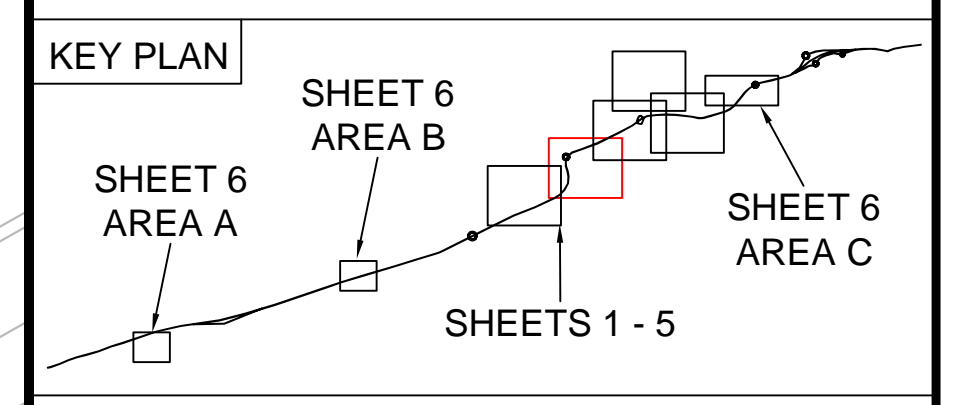 KEY PLAN
SHEET 6
AREA B
SHEET 6
AREA A
SHEET 6
AREA C
SHEETS 1 - 5